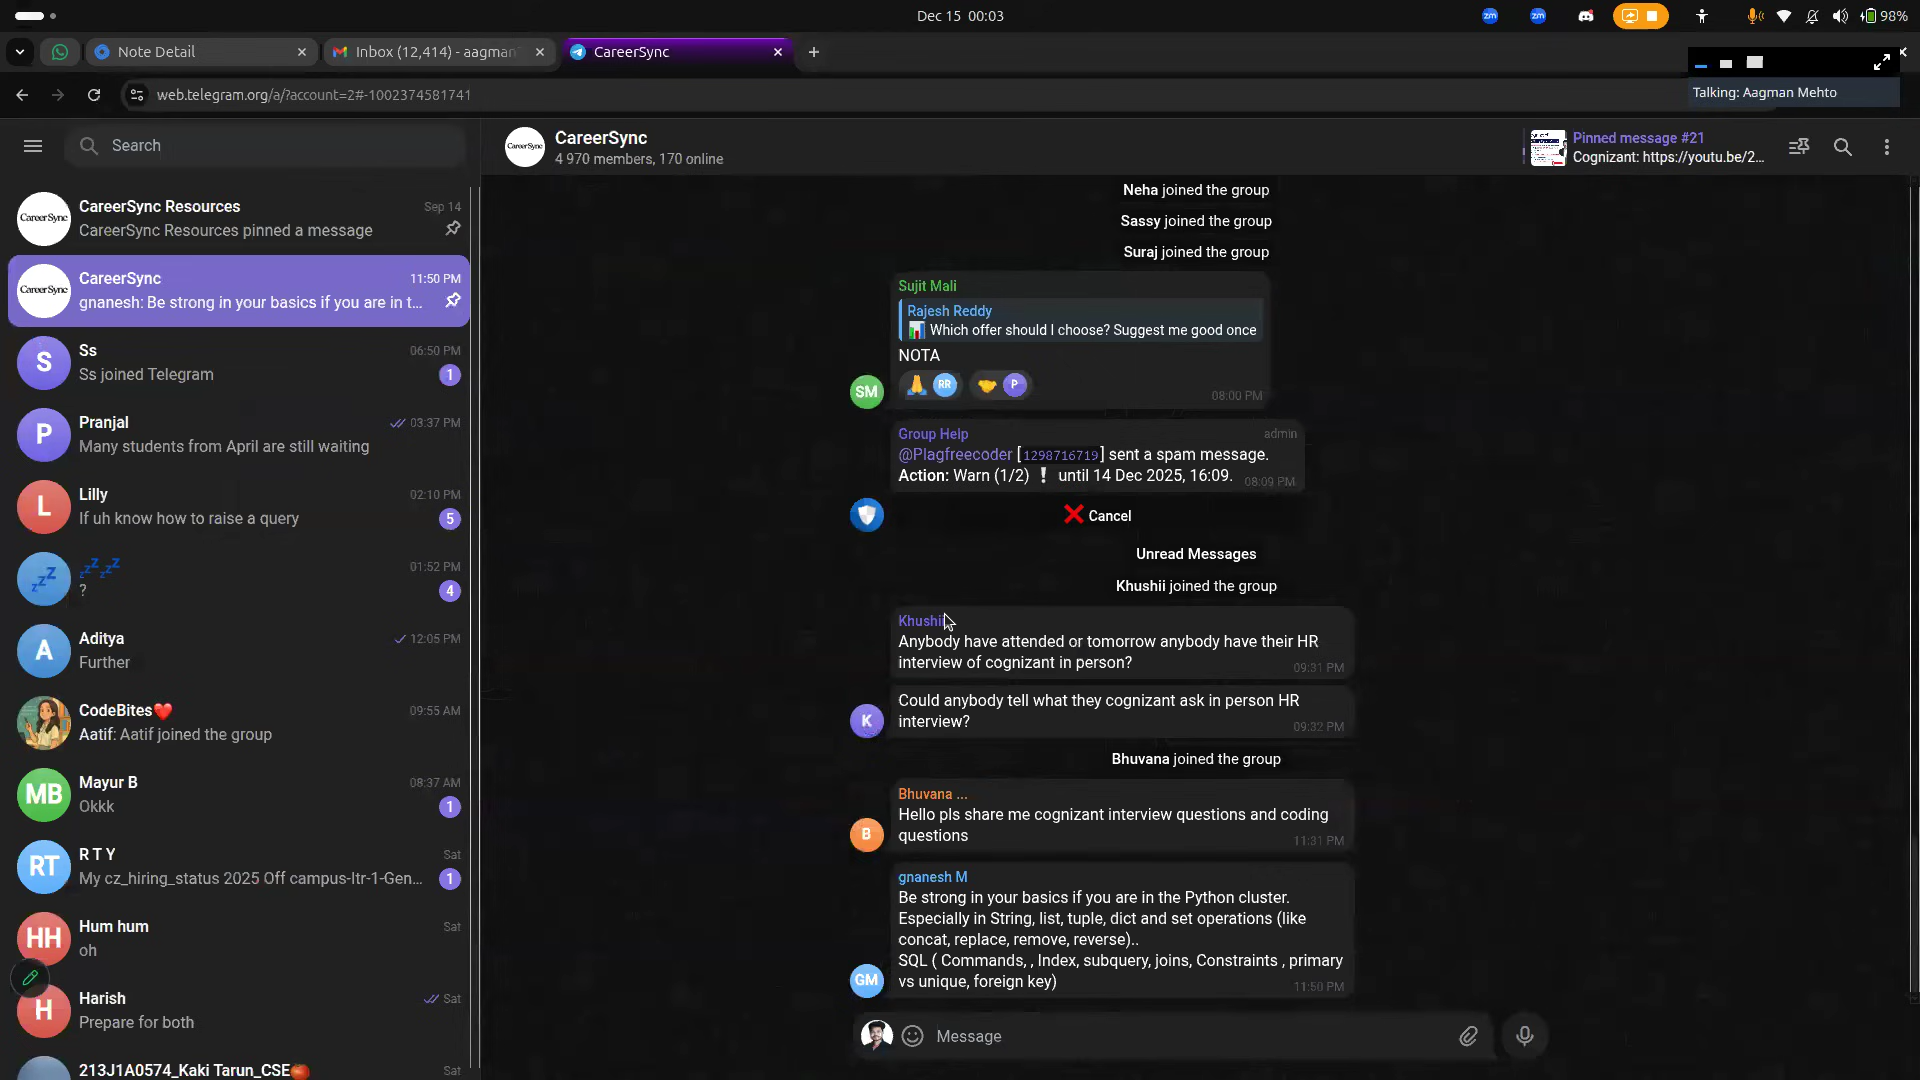 Dec 15 00:03
zm
zm
98%
Note Detail
Inbox (12,414) - aagman
CareerSync
web.telegram.org/a/?account=2#-1002374581741
Talking: Aagman Mehto
Search
CareerSync
CareerSync
4 970 members, 170 online
Pinned message #21
Cognizant: https://youtu.be/2...
CareerSync
CareerSync Resources
Sep 14
CareerSync Resources pinned a message
CareerSync
CareerSync
11:50 PM
gnanesh: Be strong in your basics if you are in t...
S
Ss
06:50 PM
Ss joined Telegram
1
P
Pranjal
03:37 PM
Many students from April are still waiting
L
Lilly
02:10 PM
If uh know how to raise a query
5
💤
💤💤
01:52 PM
?
4
A
Aditya
12:05 PM
Further
CodeBites❤️
09:55 AM
Aatif: Aatif joined the group
MB
Mayur B
08:37 AM
Okkk
1
RT
R T Y
Sat
My cz_hiring_status 2025 Off campus-Itr-1-Gen...
1
HH
Hum hum
Sat
oh
H
Harish
Sat
Prepare for both
213J1A0574_Kaki Tarun_CSE🍅
Sat
Neha joined the group
Sassy joined the group
Suraj joined the group
Sujit Mali
Rajesh Reddy
📊 Which offer should I choose? Suggest me good once
NOTA
🙏 RR 🤝 P
08:00 PM
SM
Group Help
admin
@Plagfreecoder [1298716719] sent a spam message.
Action: Warn (1/2) ❗ until 14 Dec 2025, 16:09.
08:09 PM
❌ Cancel
Unread Messages
Khushii joined the group
Khushii
Anybody have attended or tomorrow anybody have their HR
interview of cognizant in person?
09:31 PM
Could anybody tell what they cognizant ask in person HR
interview?
09:32 PM
K
Bhuvana joined the group
Bhuvana ...
Hello pls share me cognizant interview questions and coding
questions
11:31 PM
B
gnanesh M
Be strong in your basics if you are in the Python cluster.
Especially in String, list, tuple, dict and set operations (like
concat, replace, remove, reverse)..
SQL ( Commands, , Index, subquery, joins, Constraints , primary
vs unique, foreign key)
11:50 PM
GM
Message